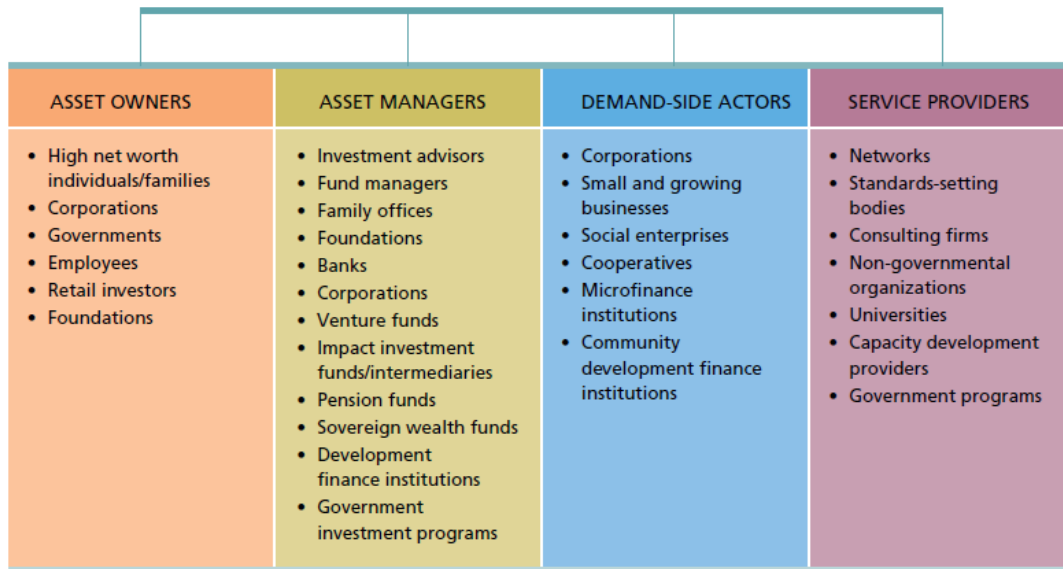 ASSET OWNERS
• High net worth
individuals/families
• Corporations
• Governments
• Employees
• Retail investors
• Foundations
ASSET MANAGERS
• Investment advisors
• Fund managers
• Family offices
• Foundations
• Banks
• Corporations
• Venture funds
• Impact investment
funds/intermediaries
• Pension funds
• Sovereign wealth funds
• Development
finance institutions
• Government
investment programs
DEMAND-SIDE ACTORS
• Corporations
• Small and growing
businesses
• Social enterprises
• Cooperatives
• Microfinance
institutions
• Community
development finance
institutions
SERVICE PROVIDERS
• Networks
• Standards-setting
bodies
• Consulting firms
• Non-governmental
organizations
• Universities
• Capacity development
providers
• Government programs